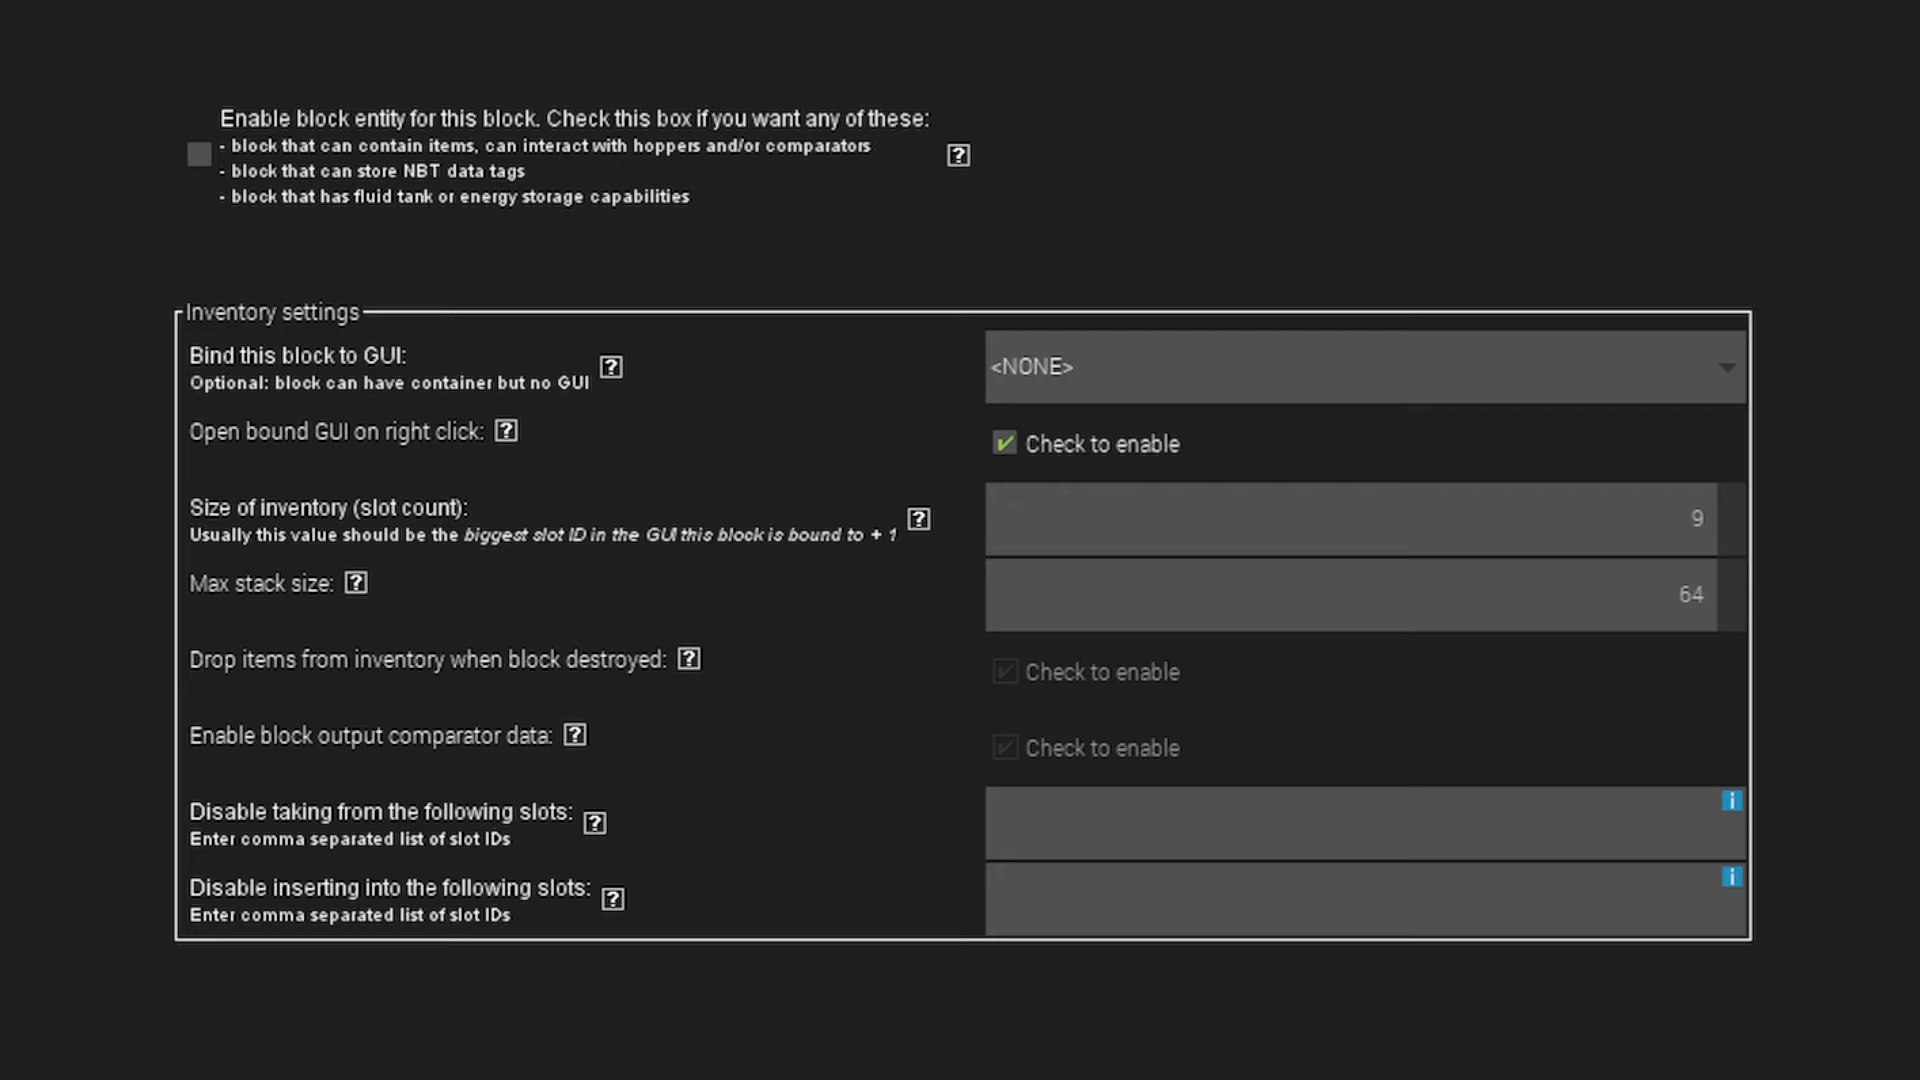 Enable block entity for this block. Check this box if you want any of these:
- block that can contain items, can interact with hoppers and/or comparators
- block that can store NBT data tags
- block that has fluid tank or energy storage capabilities
?
Inventory settings
Bind this block to GUI:
Optional: block can have container but no GUI
?
<NONE>
Open bound GUI on right click: ?
Check to enable
Size of inventory (slot count):
Usually this value should be the biggest slot ID in the GUI this block is bound to + 1
?
9
Max stack size: ?
64
Drop items from inventory when block destroyed: ?
Check to enable
Enable block output comparator data: ?
Check to enable
Disable taking from the following slots:
Enter comma separated list of slot IDs
?
i
Disable inserting into the following slots:
Enter comma separated list of slot IDs
?
i